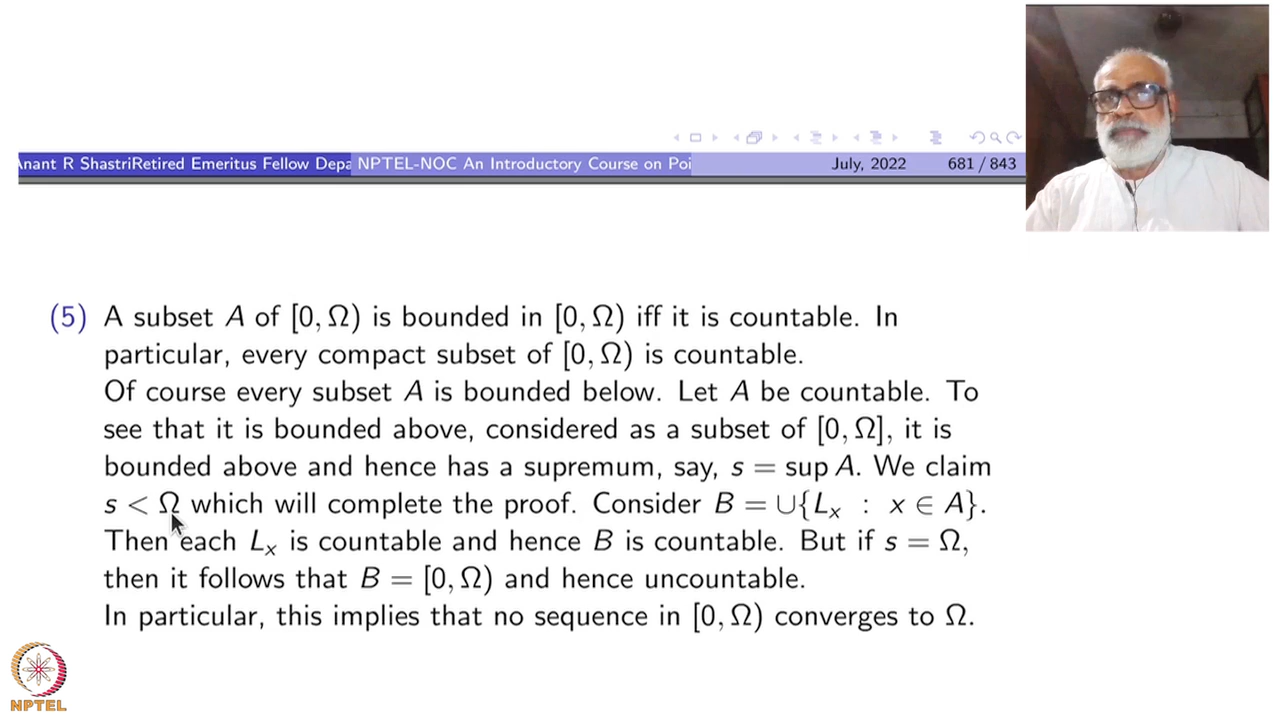 Anant R ShastriRetired Emeritus Fellow Depa NPTEL-NOC An Introductory Course on Poi July, 2022 681 / 843
(5) A subset A of [0, Ω) is bounded in [0, Ω) iff it is countable. In
particular, every compact subset of [0, Ω) is countable.
Of course every subset A is bounded below. Let A be countable. To
see that it is bounded above, considered as a subset of [0, Ω], it is
bounded above and hence has a supremum, say, s = sup A. We claim
s < Ω which will complete the proof. Consider B = ∪{Lₓ : x ∈ A}.
Then each Lₓ is countable and hence B is countable. But if s = Ω,
then it follows that B = [0, Ω) and hence uncountable.
In particular, this implies that no sequence in [0, Ω) converges to Ω.
NPTEL